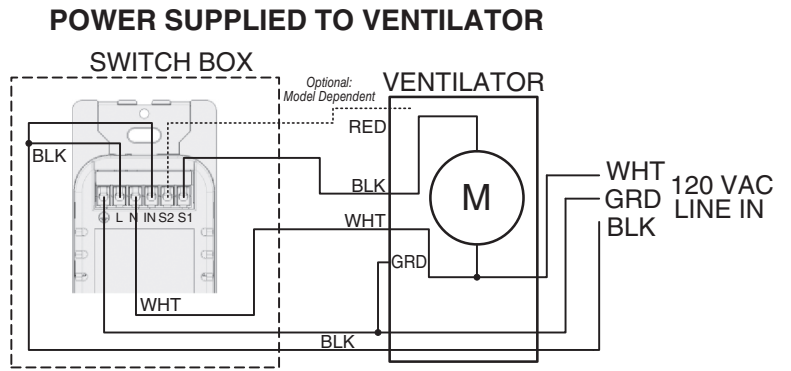 POWER SUPPLIED TO VENTILATOR
SWITCH BOX
Optional:
Model Dependent
VENTILATOR
RED
BLK
BLK
M
WHT
GRD
BLK
120 VAC
LINE IN
L N IN S2 S1
WHT
GRD
WHT
BLK